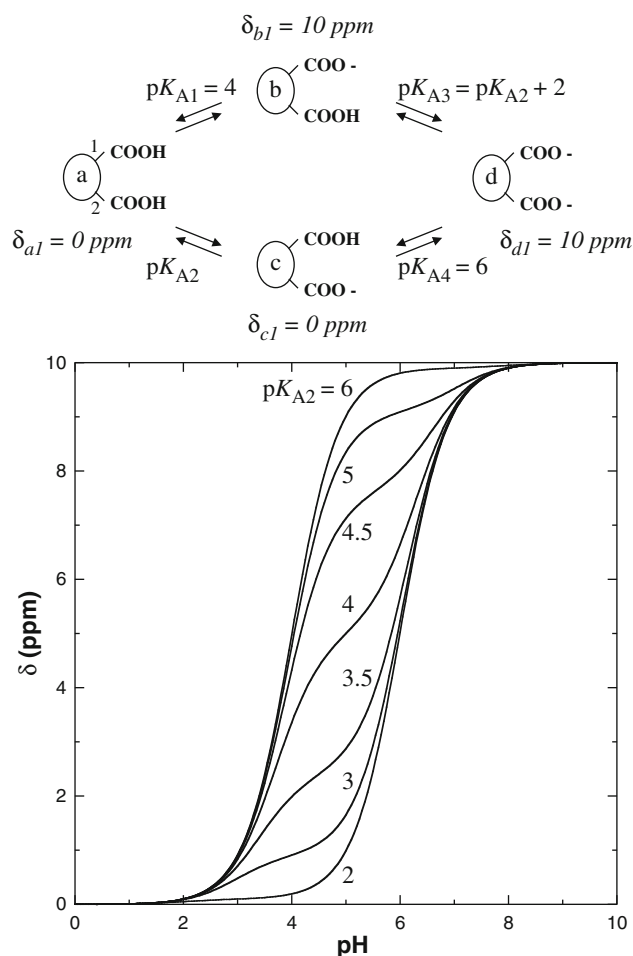 δb1 = 10 ppm
COO -
pKA1 = 4
b
pKA3 = pKA2 + 2
COOH
1
COOH
COO -
a
d
COOH
COO -
2
δa1 = 0 ppm
COOH
δd1 = 10 ppm
pKA2
c
pKA4 = 6
COO -
δc1 = 0 ppm
10
pKA2 = 6
8
5
4.5
6
4
δ (ppm)
4
3.5
2
3
2
0
0 2 4 6 8 10
pH